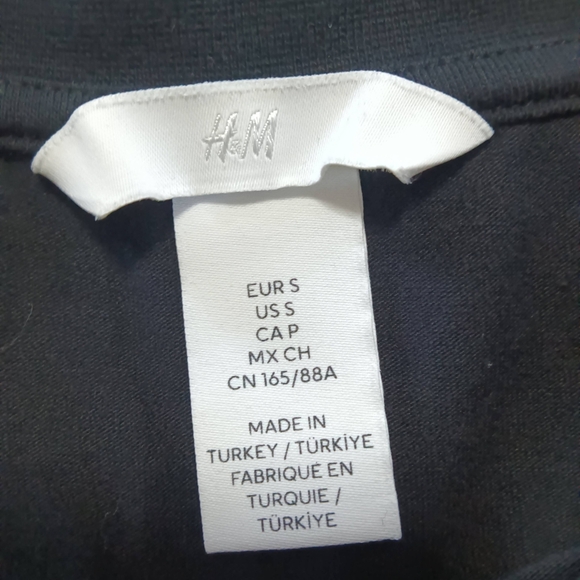 H&M
EUR S
US S
CA P
MX CH
CN 165/88A
MADE IN
TURKEY / TÜRKİYE
FABRIQUÉ EN
TURQUIE /
TÜRKİYE